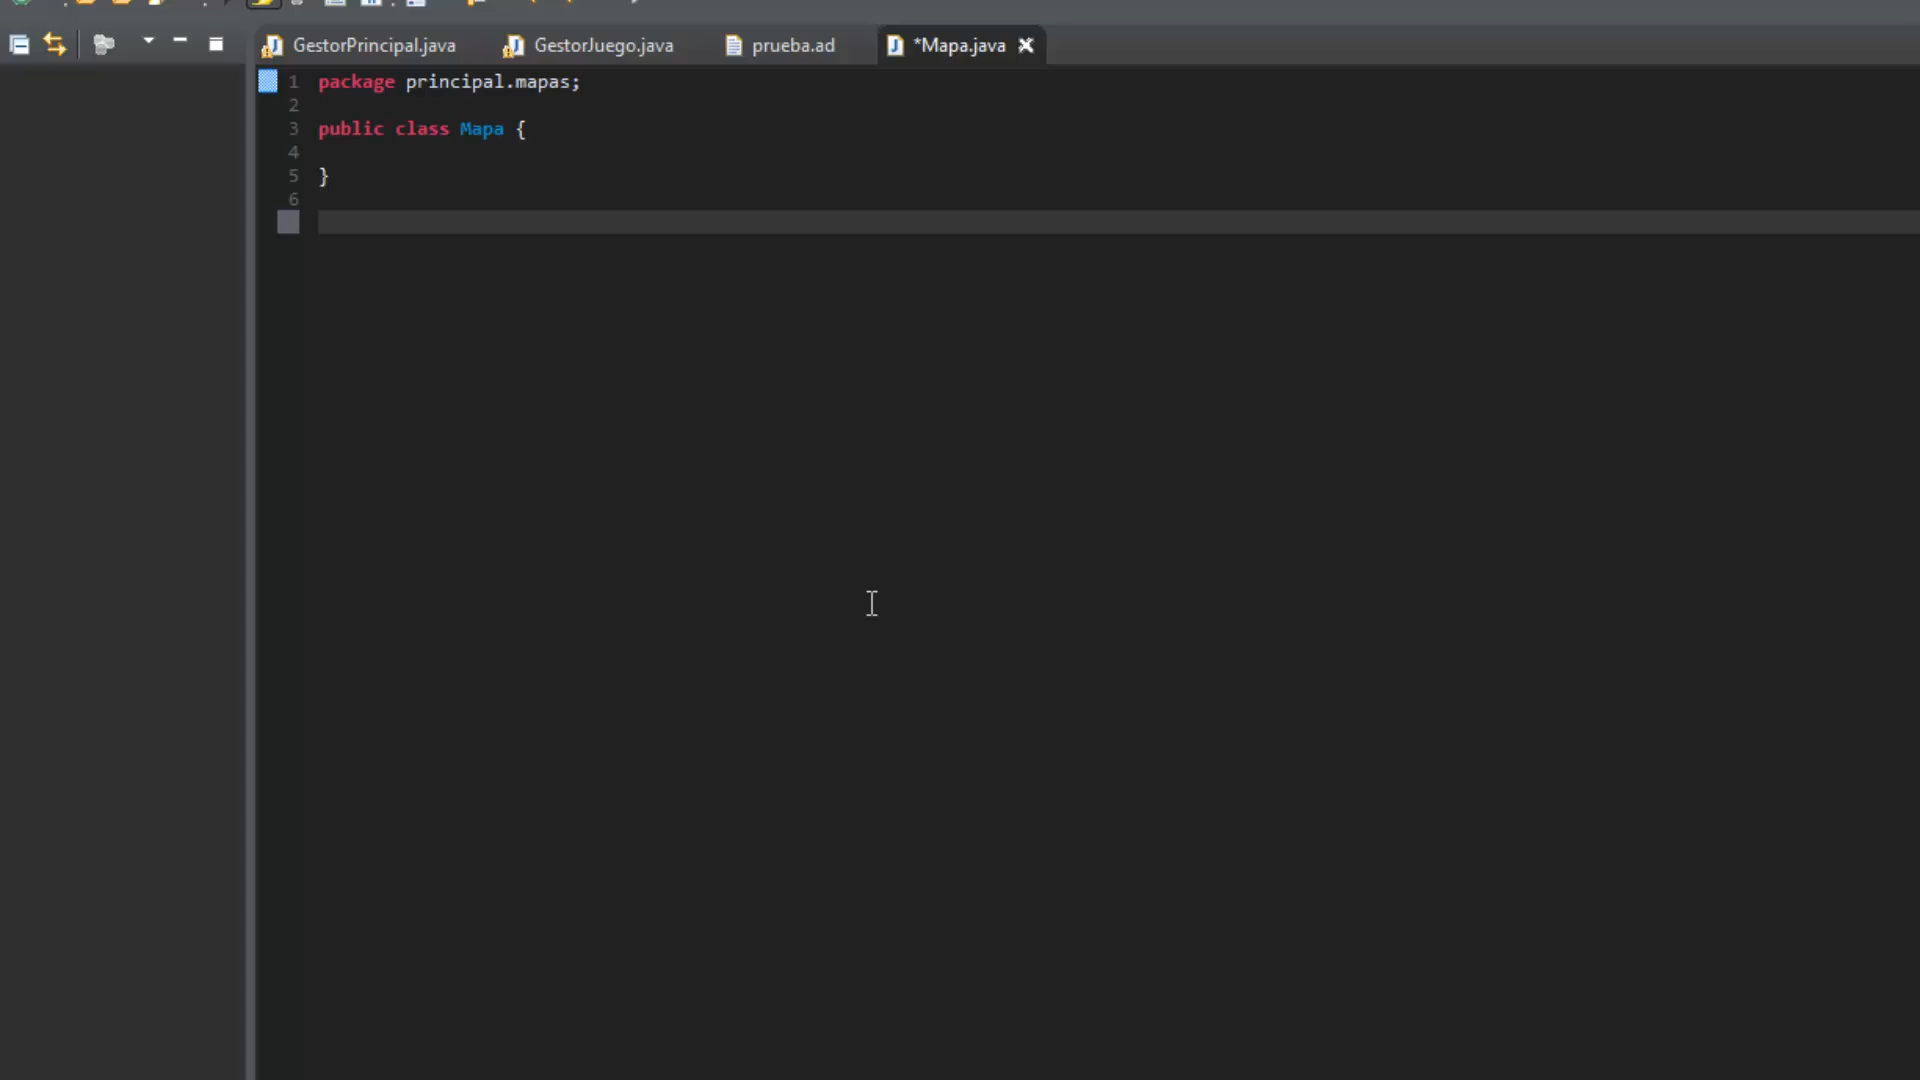 GestorPrincipal.java GestorJuego.java prueba.ad *Mapa.java
1 package principal.mapas;
2
3 public class Mapa {
4
5 }
6